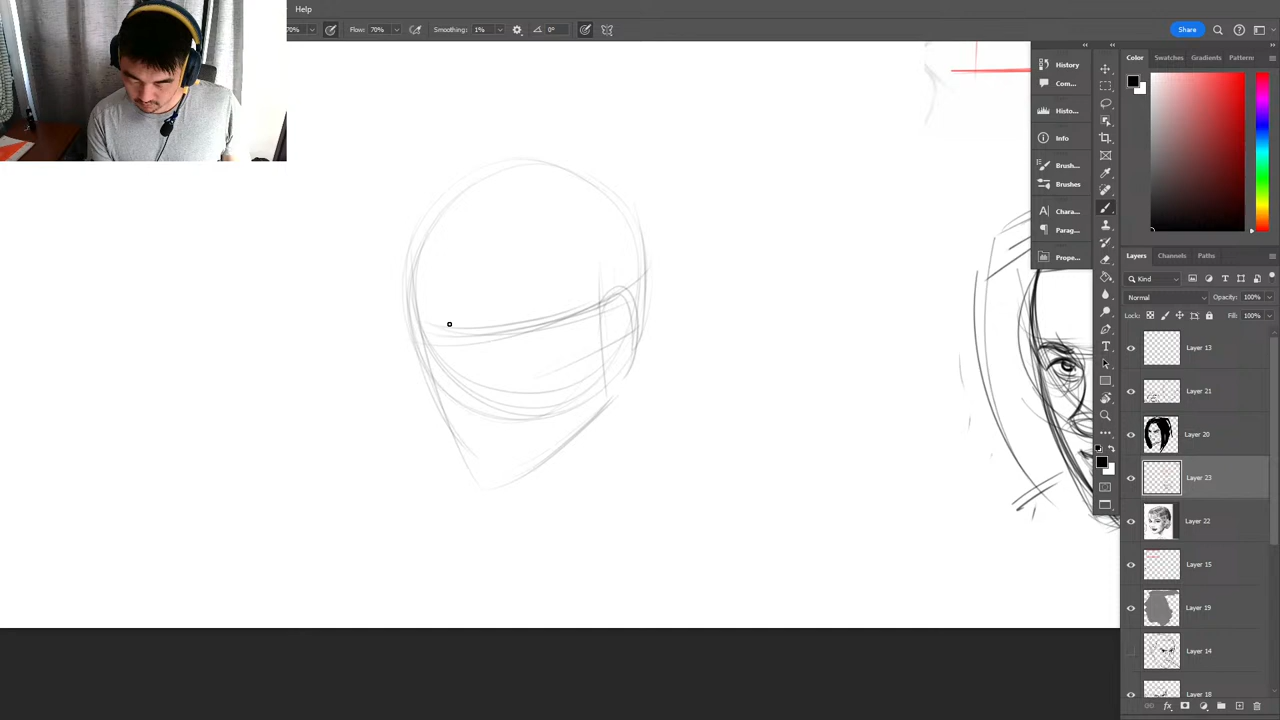 Help
70%
Flow: 70%
Smoothing: 1%
0°
Share
History
Com...
Histo...
Info
Brush...
Brushes
Chara...
Parag...
Prope...
Color
Swatches
Gradients
Patterns
Layers
Channels
Paths
Kind
Normal
Opacity: 100%
Lock:
Fill: 100%
Layer 13
Layer 21
Layer 20
Layer 23
Layer 22
Layer 15
Layer 19
Layer 14
Layer 18